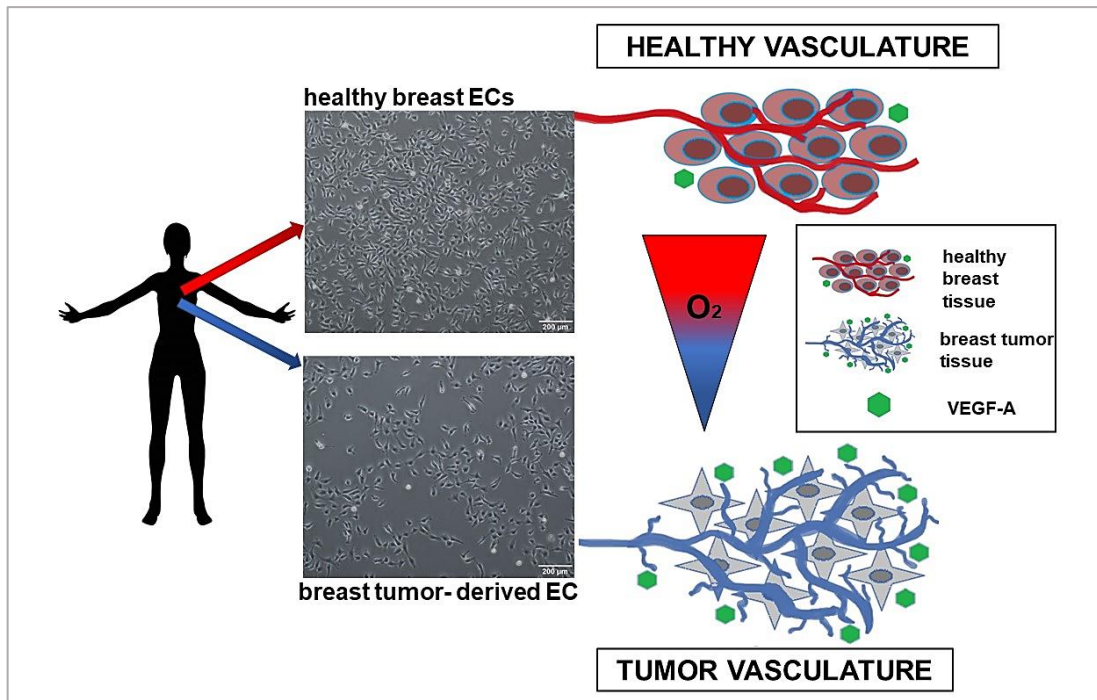 HEALTHY VASCULATURE
healthy breast ECs
200 µm
O₂
healthy
breast
tissue
breast tumor
tissue
VEGF-A
200 µm
breast tumor- derived EC
TUMOR VASCULATURE